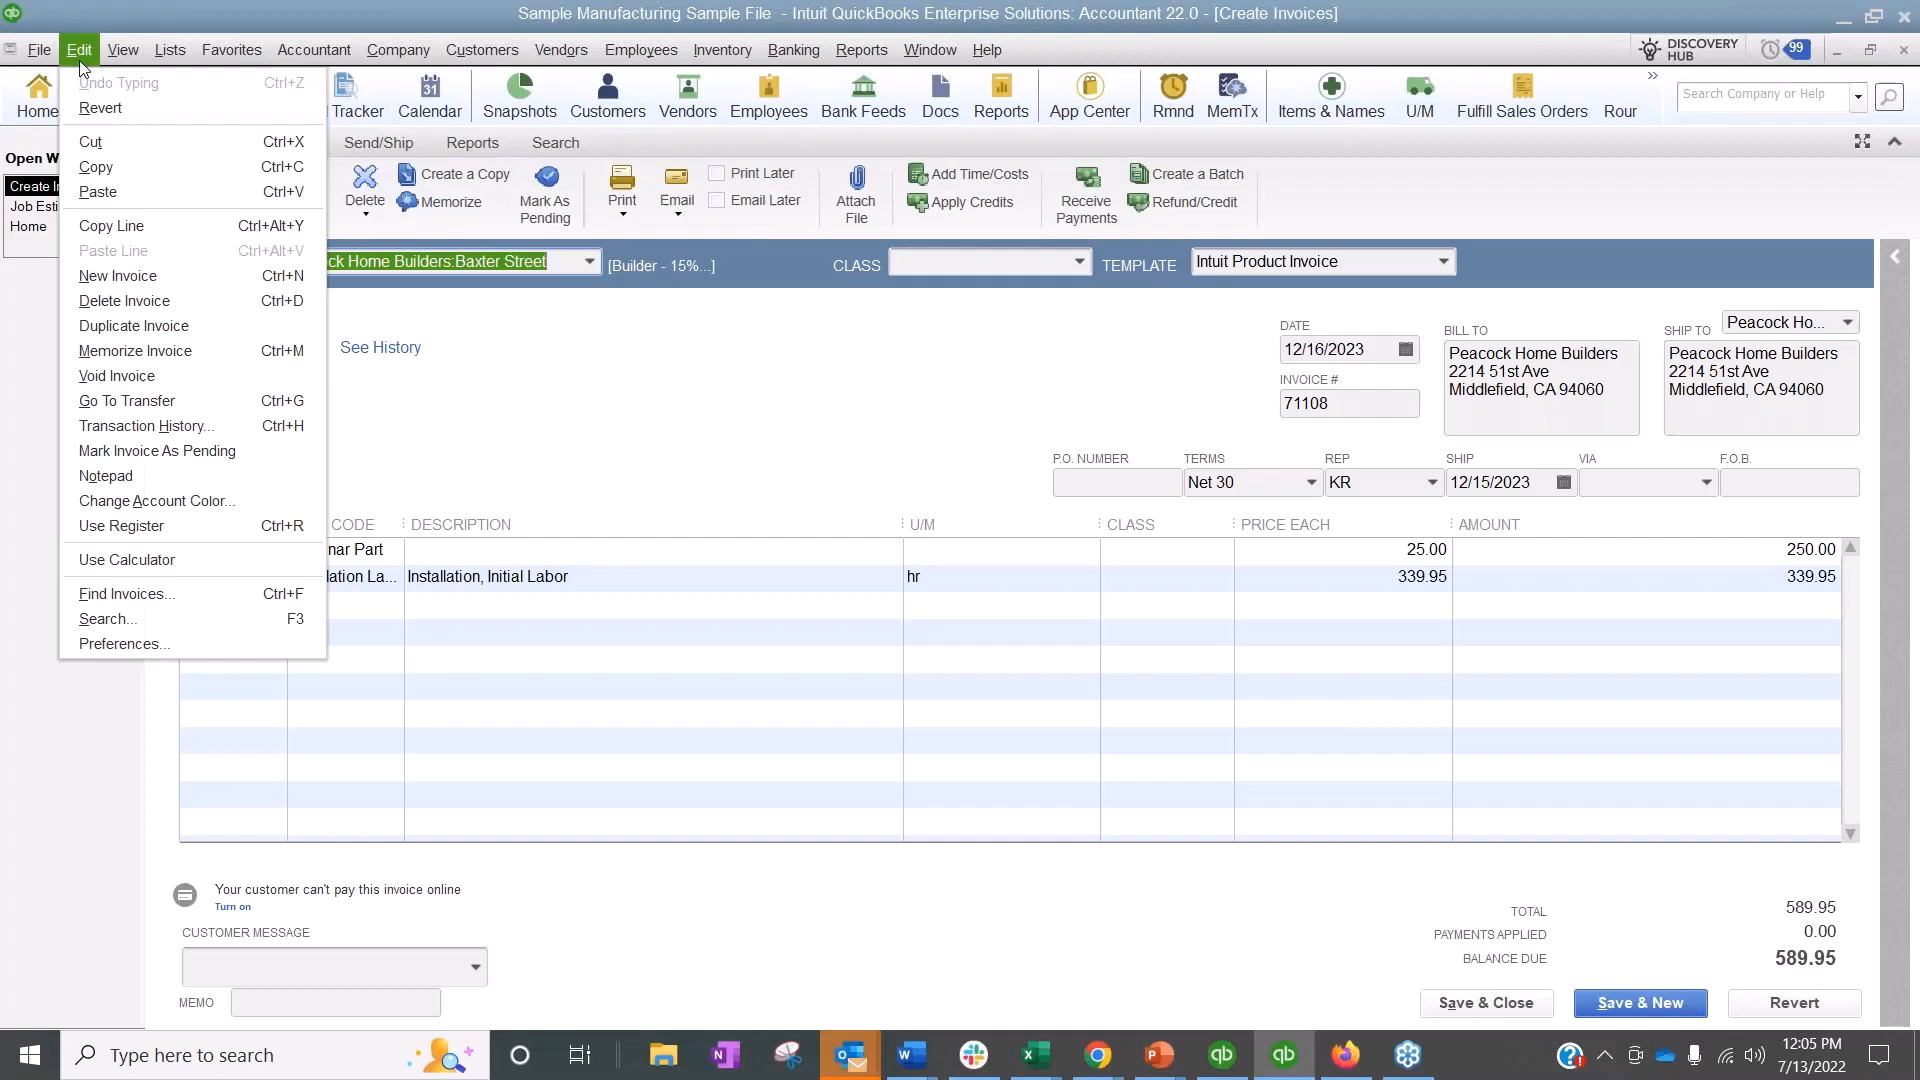 Sample Manufacturing Sample File - Intuit QuickBooks Enterprise Solutions: Accountant 22.0 - [Create Invoices]
File Edit View Lists Favorites Accountant Company Customers Vendors Employees Inventory Banking Reports Window Help
DISCOVERY HUB
99
Home Tracker Calendar Snapshots Customers Vendors Employees Bank Feeds Docs Reports App Center Rmnd MemTx Items & Names U/M Fulfill Sales Orders Rour
31
Search Company or Help
Undo Typing Ctrl+Z
Revert
Cut Ctrl+X
Copy Ctrl+C
Paste Ctrl+V
Copy Line Ctrl+Alt+Y
Paste Line Ctrl+Alt+V
New Invoice Ctrl+N
Delete Invoice Ctrl+D
Duplicate Invoice
Memorize Invoice Ctrl+M
Void Invoice
Go To Transfer Ctrl+G
Transaction History... Ctrl+H
Mark Invoice As Pending
Notepad
Change Account Color...
Use Register Ctrl+R
Use Calculator
Find Invoices... Ctrl+F
Search... F3
Preferences...
Open W
Create In
Job Esti
Home
Send/Ship Reports Search
Delete
Create a Copy
Memorize
Mark As Pending
Print
Email
Print Later
Email Later
Attach File
Add Time/Costs
Apply Credits
Receive Payments
Create a Batch
Refund/Credit
ck Home Builders:Baxter Street [Builder - 15%...] CLASS TEMPLATE Intuit Product Invoice
See History
DATE
12/16/2023
INVOICE #
71108
BILL TO
Peacock Home Builders
2214 51st Ave
Middlefield, CA 94060
SHIP TO Peacock Ho...
Peacock Home Builders
2214 51st Ave
Middlefield, CA 94060
P.O. NUMBER TERMS REP SHIP VIA F.O.B.
Net 30 KR 12/15/2023
CODE DESCRIPTION U/M CLASS PRICE EACH AMOUNT
nar Part 25.00 250.00
lation La... Installation, Initial Labor hr 339.95 339.95
Your customer can't pay this invoice online
Turn on
CUSTOMER MESSAGE
MEMO
TOTAL 589.95
PAYMENTS APPLIED 0.00
BALANCE DUE 589.95
Save & Close Save & New Revert
Type here to search
12:05 PM
7/13/2022